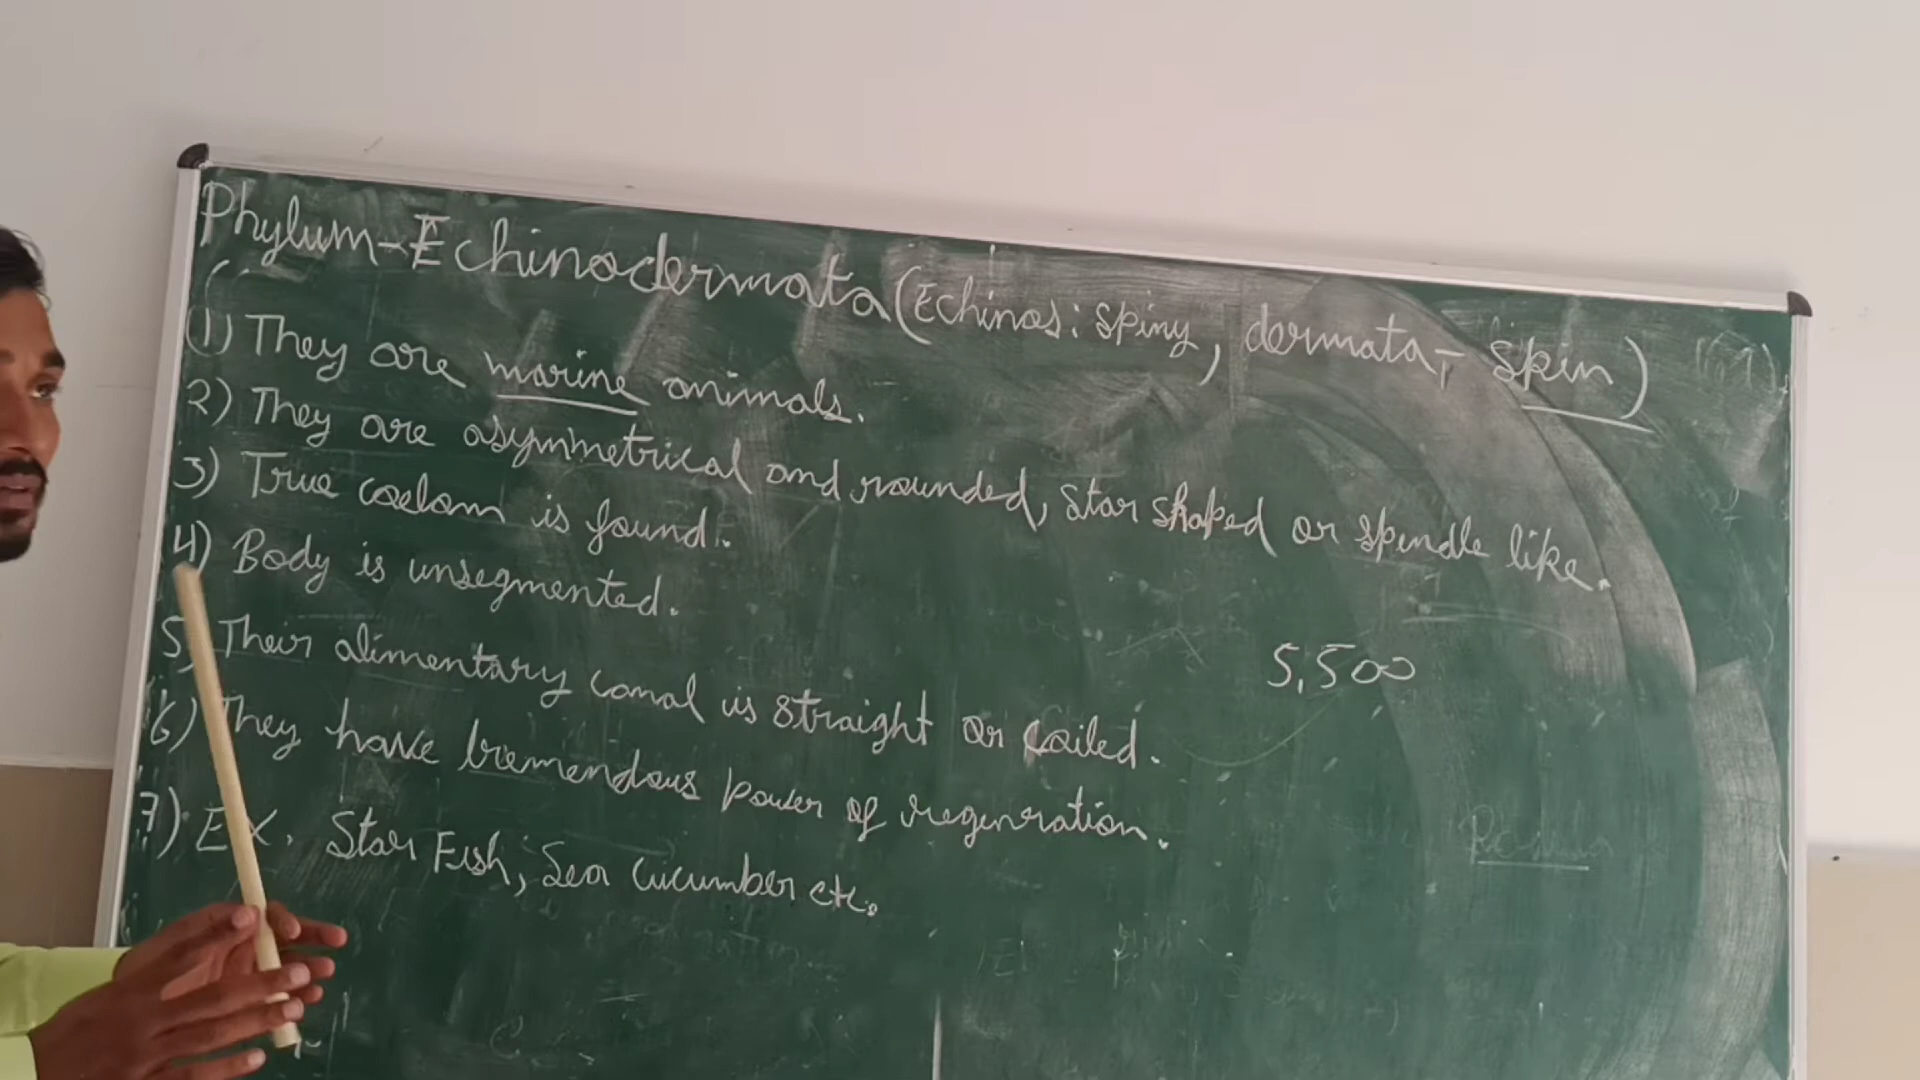 Phylum-Echinodermata (Echinos: Spiny, dermata, - Skin)
(1) They are marine animals.
2) They are asymmetrical and rounded, star shaped or spindle like.
3) True coelom is found.
4) Body is unsegmented.
5) Their alimentary canal is straight or coiled.
5,500
6) They have tremendous power of regeneration.
7) EX. Star Fish, Sea Cucumber etc.